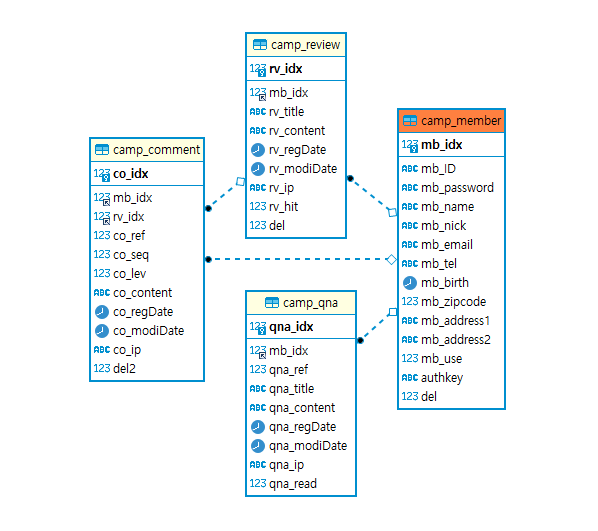 camp_review
123 rv_idx
123 mb_idx
ABC rv_title
ABC rv_content
rv_regDate
rv_modiDate
ABC rv_ip
123 rv_hit
123 del
camp_member
123 mb_idx
ABC mb_ID
ABC mb_password
ABC mb_name
ABC mb_nick
ABC mb_email
ABC mb_tel
mb_birth
123 mb_zipcode
ABC mb_address1
ABC mb_address2
123 mb_use
ABC authkey
123 del
camp_comment
123 co_idx
123 mb_idx
123 rv_idx
123 co_ref
123 co_seq
123 co_lev
ABC co_content
co_regDate
co_modiDate
ABC co_ip
123 del2
camp_qna
123 qna_idx
123 mb_idx
123 qna_ref
ABC qna_title
ABC qna_content
qna_regDate
qna_modiDate
ABC qna_ip
123 qna_read